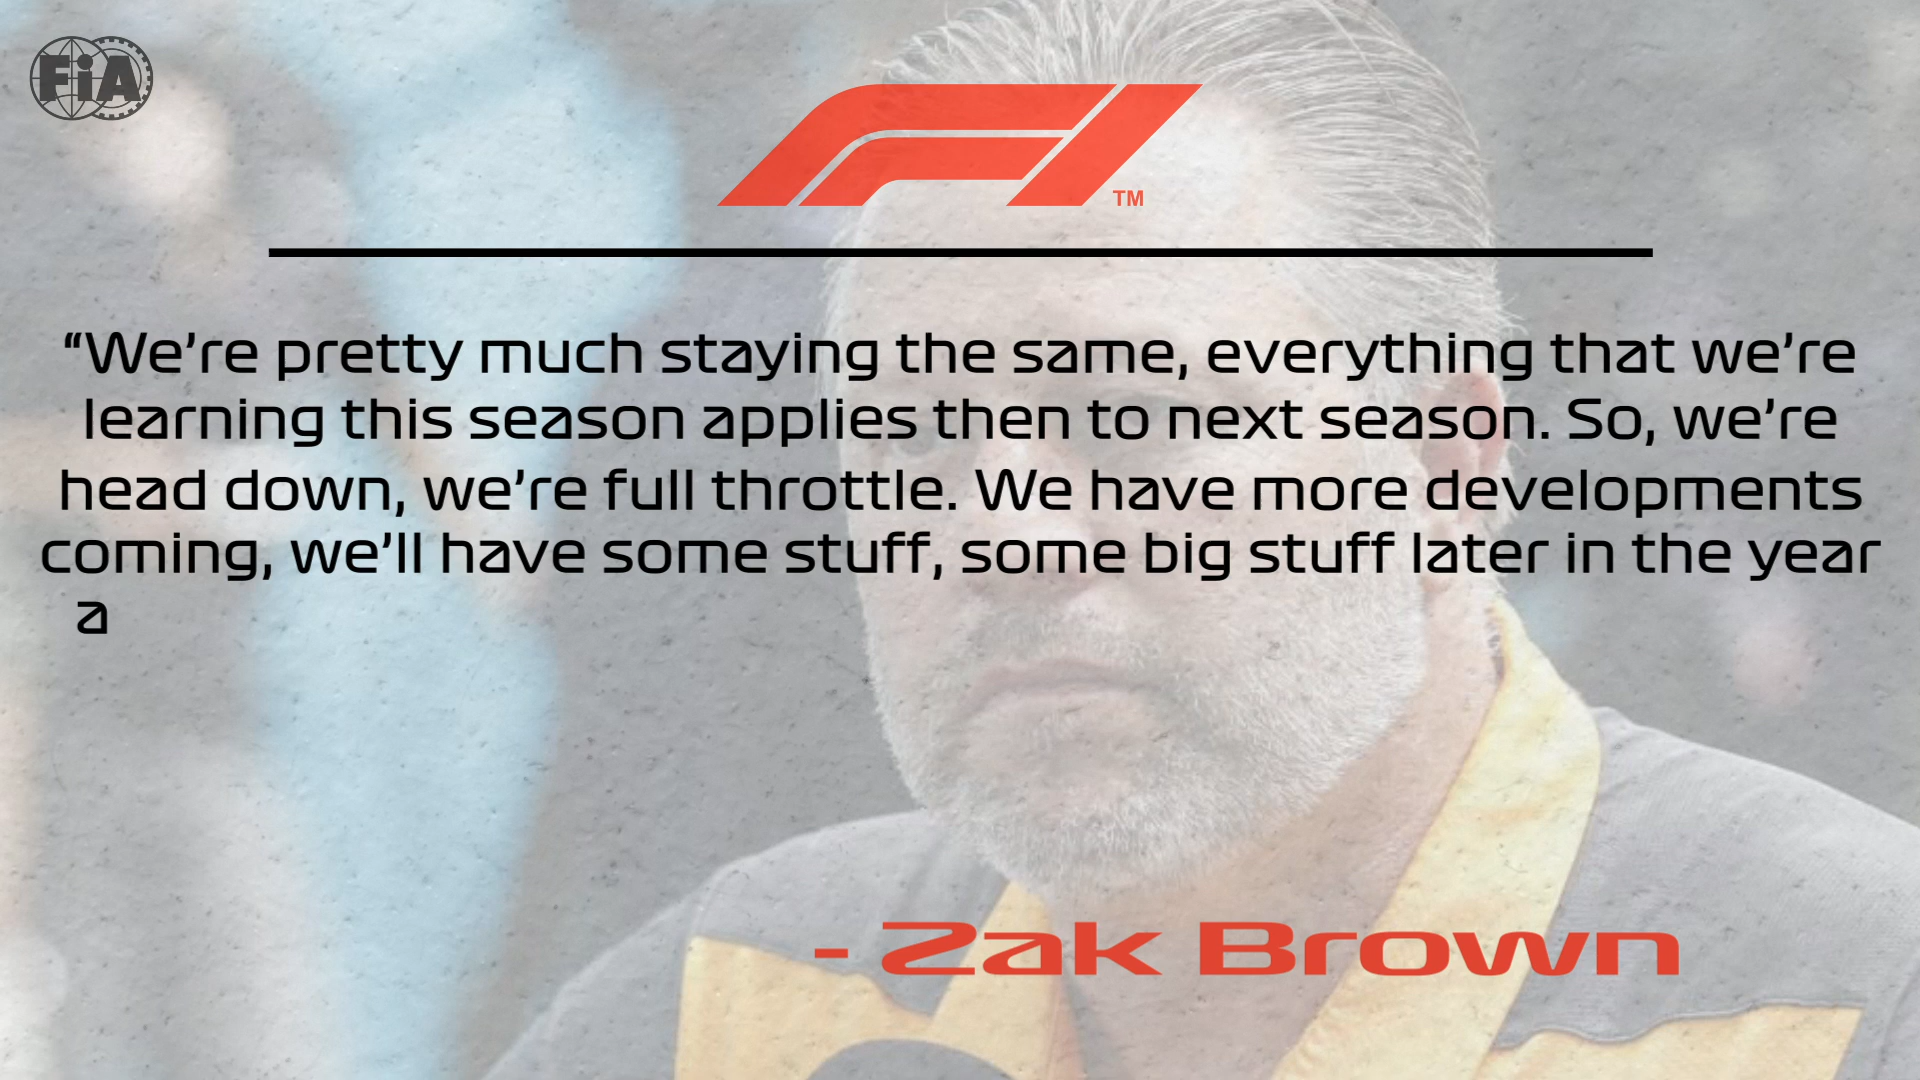 FiA
F1
TM
“We’re pretty much staying the same, everything that we’re
learning this season applies then to next season. So, we’re
head down, we’re full throttle. We have more developments
coming, we’ll have some stuff, some big stuff later in the year
a
- Zak Brown